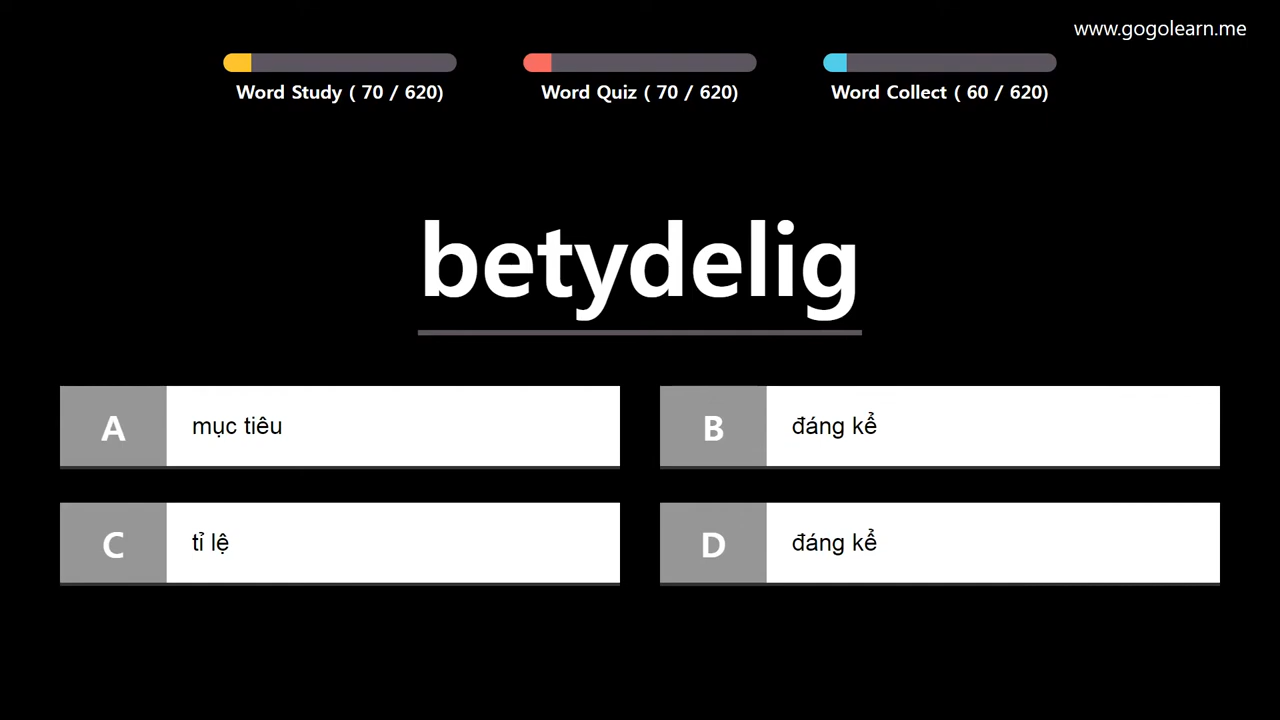 www.gogolearn.me
Word Study ( 70 / 620)
Word Quiz ( 70 / 620)
Word Collect ( 60 / 620)
betydelig
A mục tiêu
B đáng kể
C tỉ lệ
D đáng kể